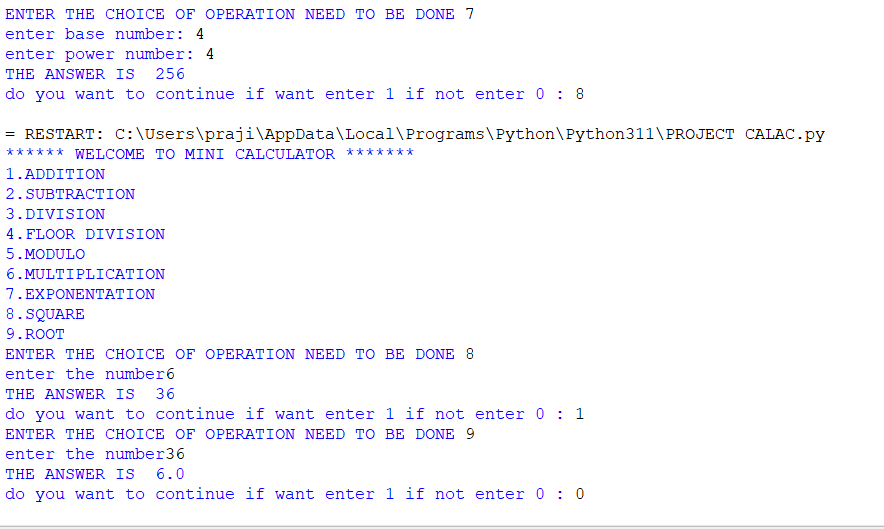 ENTER THE CHOICE OF OPERATION NEED TO BE DONE 7
enter base number: 4
enter power number: 4
THE ANSWER IS  256
do you want to continue if want enter 1 if not enter 0 : 8
= RESTART: C:\Users\praji\AppData\Local\Programs\Python\Python311\PROJECT CALAC.py
****** WELCOME TO MINI CALCULATOR *******
1.ADDITION
2.SUBTRACTION
3.DIVISION
4.FLOOR DIVISION
5.MODULO
6.MULTIPLICATION
7.EXPONENTATION
8.SQUARE
9.ROOT
ENTER THE CHOICE OF OPERATION NEED TO BE DONE 8
enter the number6
THE ANSWER IS  36
do you want to continue if want enter 1 if not enter 0 : 1
ENTER THE CHOICE OF OPERATION NEED TO BE DONE 9
enter the number36
THE ANSWER IS  6.0
do you want to continue if want enter 1 if not enter 0 : 0